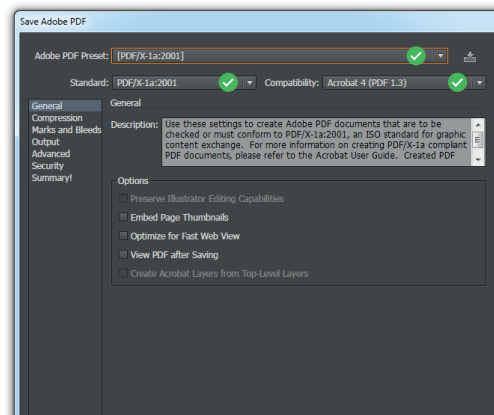 Save Adobe PDF
Adobe PDF Preset: [PDF/X-1a:2001]
Standard: PDF/X-1a:2001 Compatibility: Acrobat 4 (PDF 1.3)
General
Compression
Marks and Bleeds
Output
Advanced
Security
Summary!
General
Description: Use these settings to create Adobe PDF documents that are to be
checked or must conform to PDF/X-1a:2001, an ISO standard for graphic
content exchange. For more information on creating PDF/X-1a compliant
PDF documents, please refer to the Acrobat User Guide. Created PDF
Options
Preserve Illustrator Editing Capabilities
Embed Page Thumbnails
Optimize for Fast Web View
View PDF after Saving
Create Acrobat Layers from Top-Level Layers